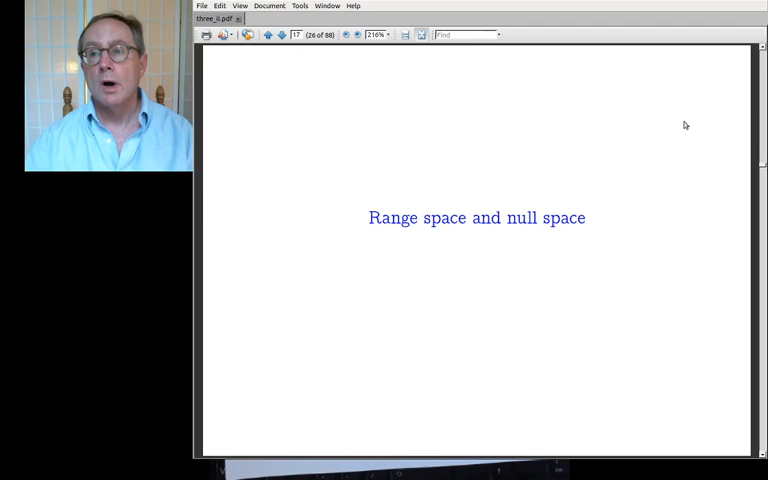 File Edit View Document Tools Window Help
three_ii.pdf
17 (26 of 88) 216% Find
Range space and null space